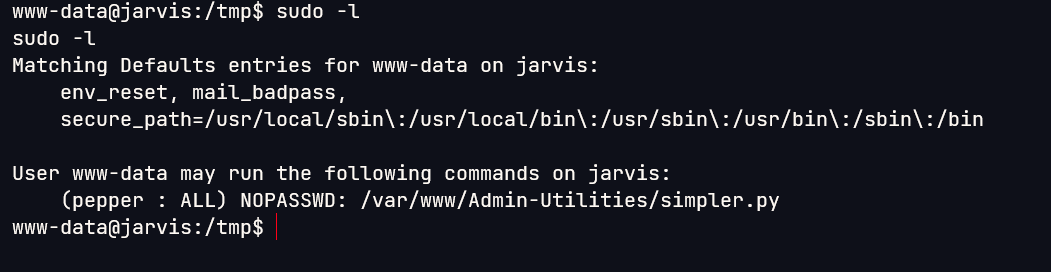 www-data@jarvis:/tmp$ sudo -l
sudo -l
Matching Defaults entries for www-data on jarvis:
    env_reset, mail_badpass,
    secure_path=/usr/local/sbin\:/usr/local/bin\:/usr/sbin\:/usr/bin\:/sbin\:/bin

User www-data may run the following commands on jarvis:
    (pepper : ALL) NOPASSWD: /var/www/Admin-Utilities/simpler.py
www-data@jarvis:/tmp$